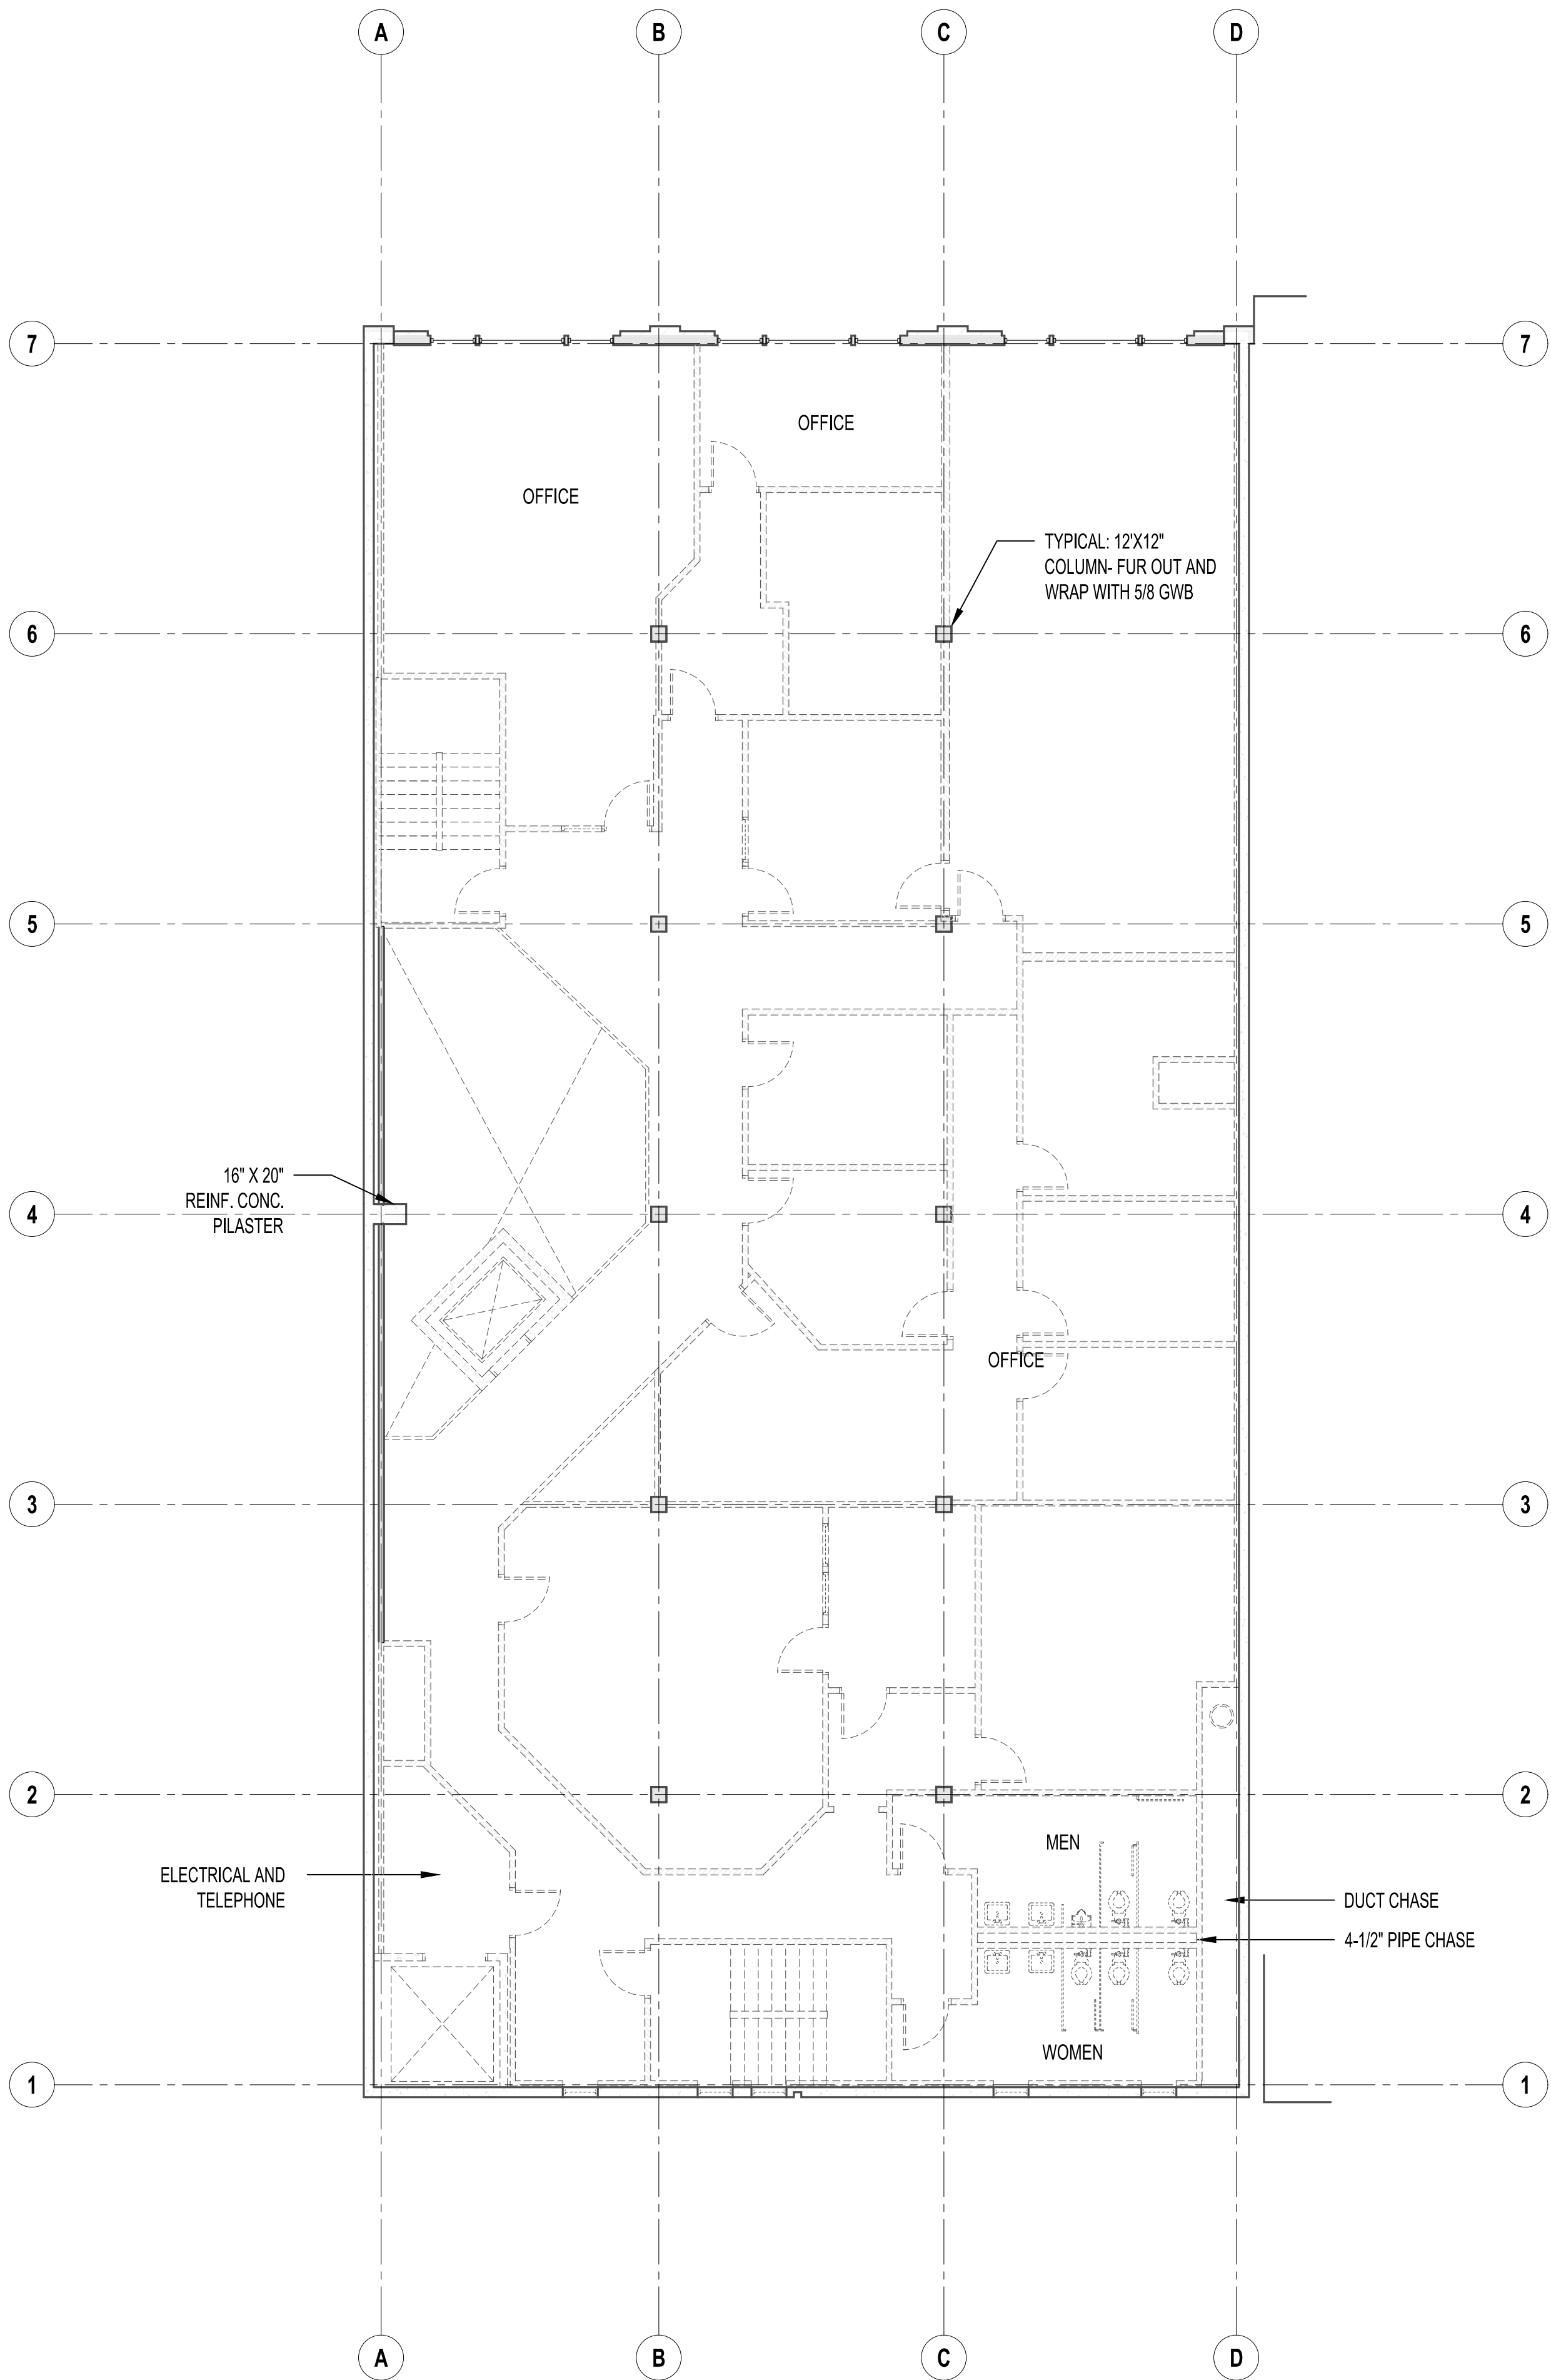 A
B
C
D
7
7
OFFICE
OFFICE
TYPICAL: 12'X12"
COLUMN- FUR OUT AND
WRAP WITH 5/8 GWB
6
6
5
5
16" X 20"
REINF. CONC.
PILASTER
4
4
OFFICE
3
3
2
2
MEN
ELECTRICAL AND
TELEPHONE
DUCT CHASE
4-1/2" PIPE CHASE
WOMEN
1
1
A
B
C
D